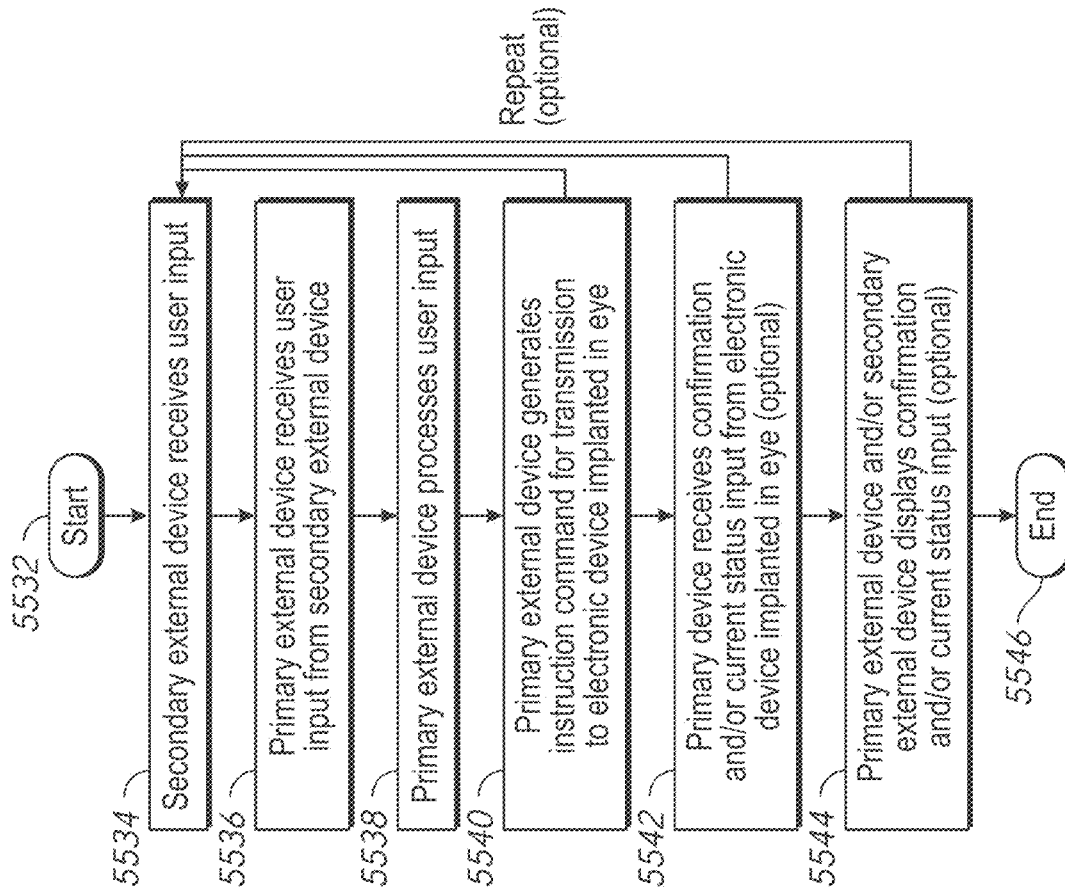 5532
Start
5534
Secondary external device receives user input
5536
Primary external device receives user
input from secondary external device
5538
Primary external device processes user input
5540
Primary external device generates
instruction command for transmission
to electronic device implanted in eye
5542
Primary device receives confirmation
and/or current status input from electronic
device implanted in eye (optional)
5544
Primary external device and/or secondary
external device displays confirmation
and/or current status input (optional)
Repeat
(optional)
End
5546